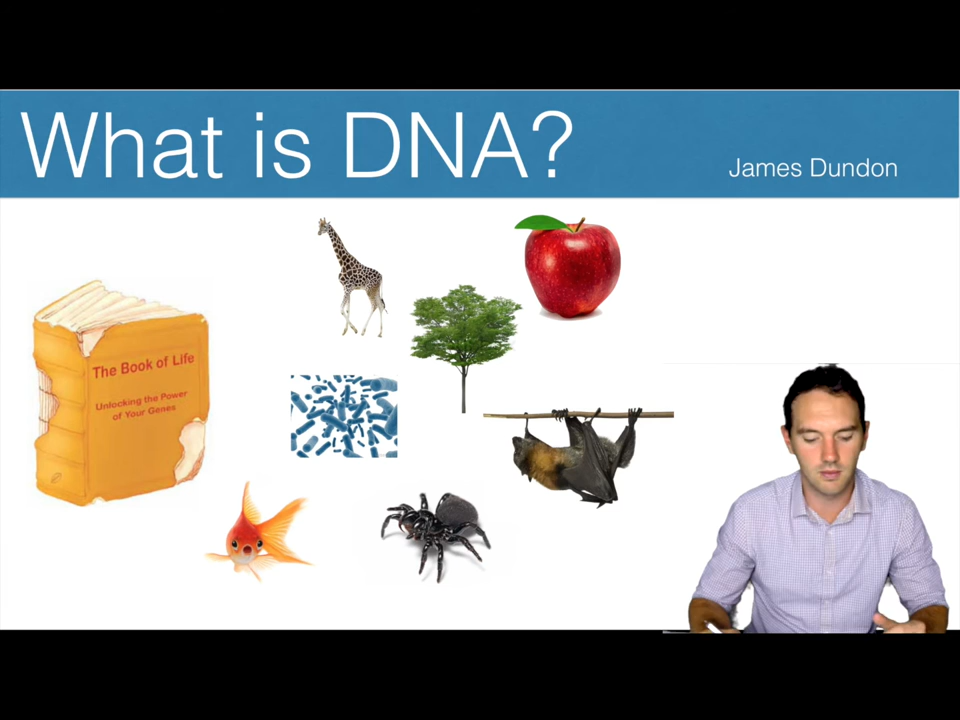 What is DNA?
James Dundon
The Book of Life
Unlocking the Power
of Your Genes